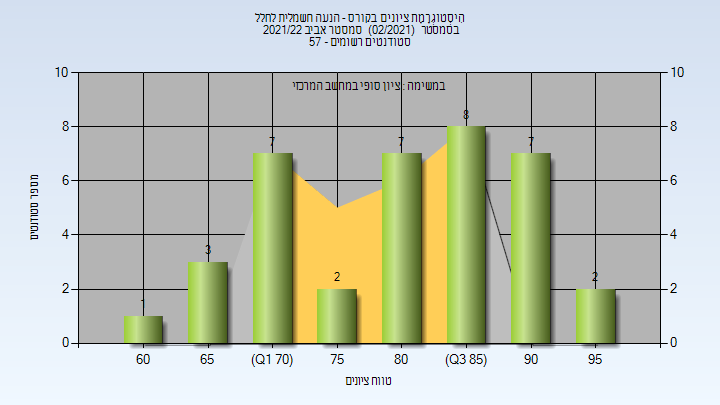 היסטוגרמת ציונים בקורס - הנעה חשמלית לחלל
בסמסטר (02/2021) סמסטר אביב 2021/22
סטודנטים רשומים - 57
במשימה : ציון סופי במחשב המרכזי
מספר סטודנטים
10 10
8 8
6 6
4 4
2 2
0 0
1 3 7 2 7 8 7 2
60 65 (Q1 70) 75 80 (Q3 85) 90 95
טווח ציונים